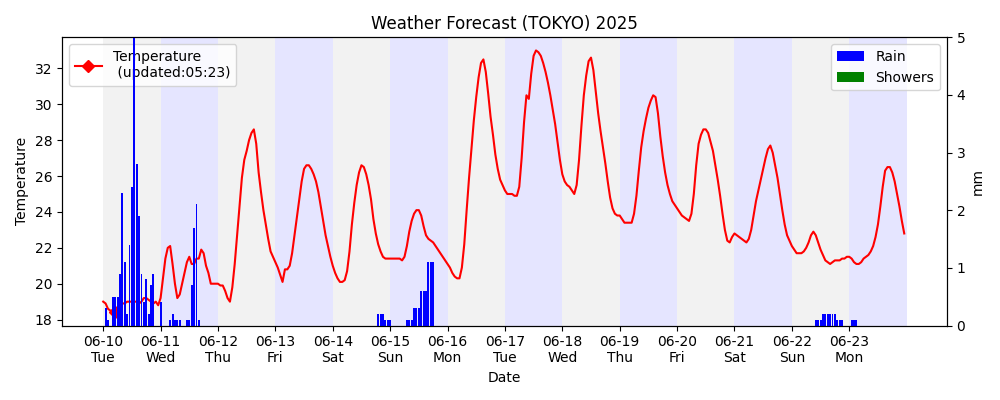 Weather Forecast (TOKYO) 2025
Temperature
(updated:05:23)
Rain
Showers
Temperature
32
30
28
26
24
22
20
18
5
4
3
2
1
0
mm
06-10 06-11 06-12 06-13 06-14 06-15 06-16 06-17 06-18 06-19 06-20 06-21 06-22 06-23
Tue Wed Thu Fri Sat Sun Mon Tue Wed Thu Fri Sat Sun Mon
Date